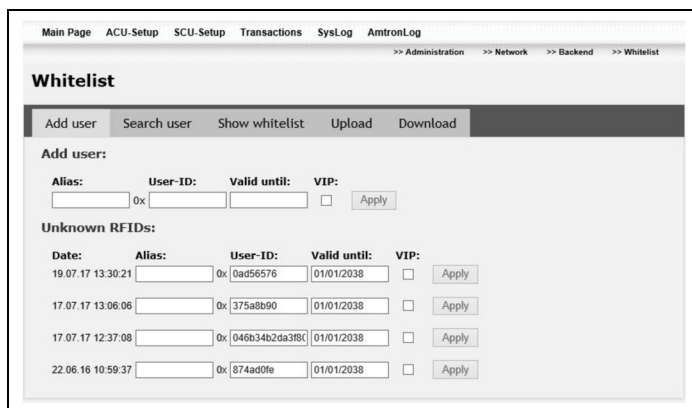 Main Page ACU-Setup SCU-Setup Transactions SysLog AmtronLog
>> Administration >> Network >> Backend >> Whitelist
Whitelist
Add user Search user Show whitelist Upload Download
Add user:
Alias: User-ID: Valid until: VIP:
0x Apply
Unknown RFIDs:
Date: Alias: User-ID: Valid until: VIP:
19.07.17 13:30:21 0x 0ad56576 01/01/2038 Apply
17.07.17 13:06:06 0x 375a8b90 01/01/2038 Apply
17.07.17 12:37:08 0x 046b34b2da3f80 01/01/2038 Apply
22.06.16 10:59:37 0x 874ad0fe 01/01/2038 Apply